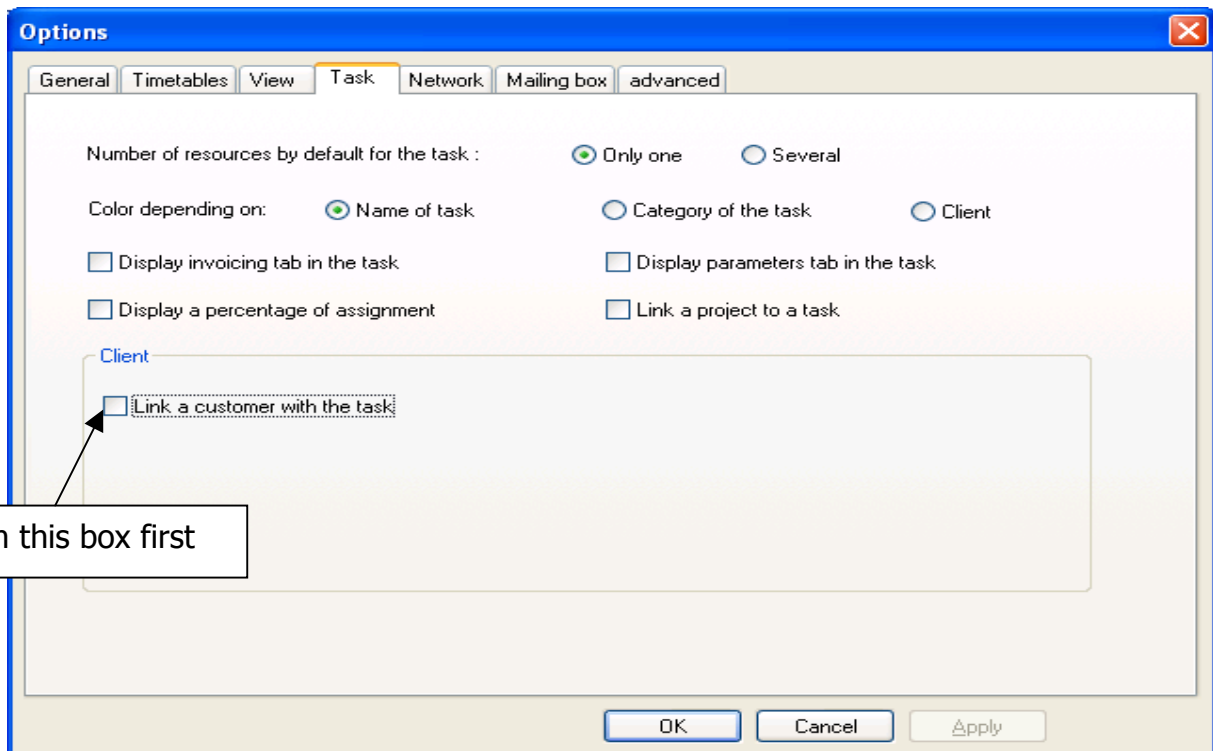 Options
General Timetables View Task Network Mailing box advanced
Number of resources by default for the task : Only one Several
Color depending on: Name of task Category of the task Client
Display invoicing tab in the task Display parameters tab in the task
Display a percentage of assignment Link a project to a task
Client
Link a customer with the task
this box first
OK Cancel Apply